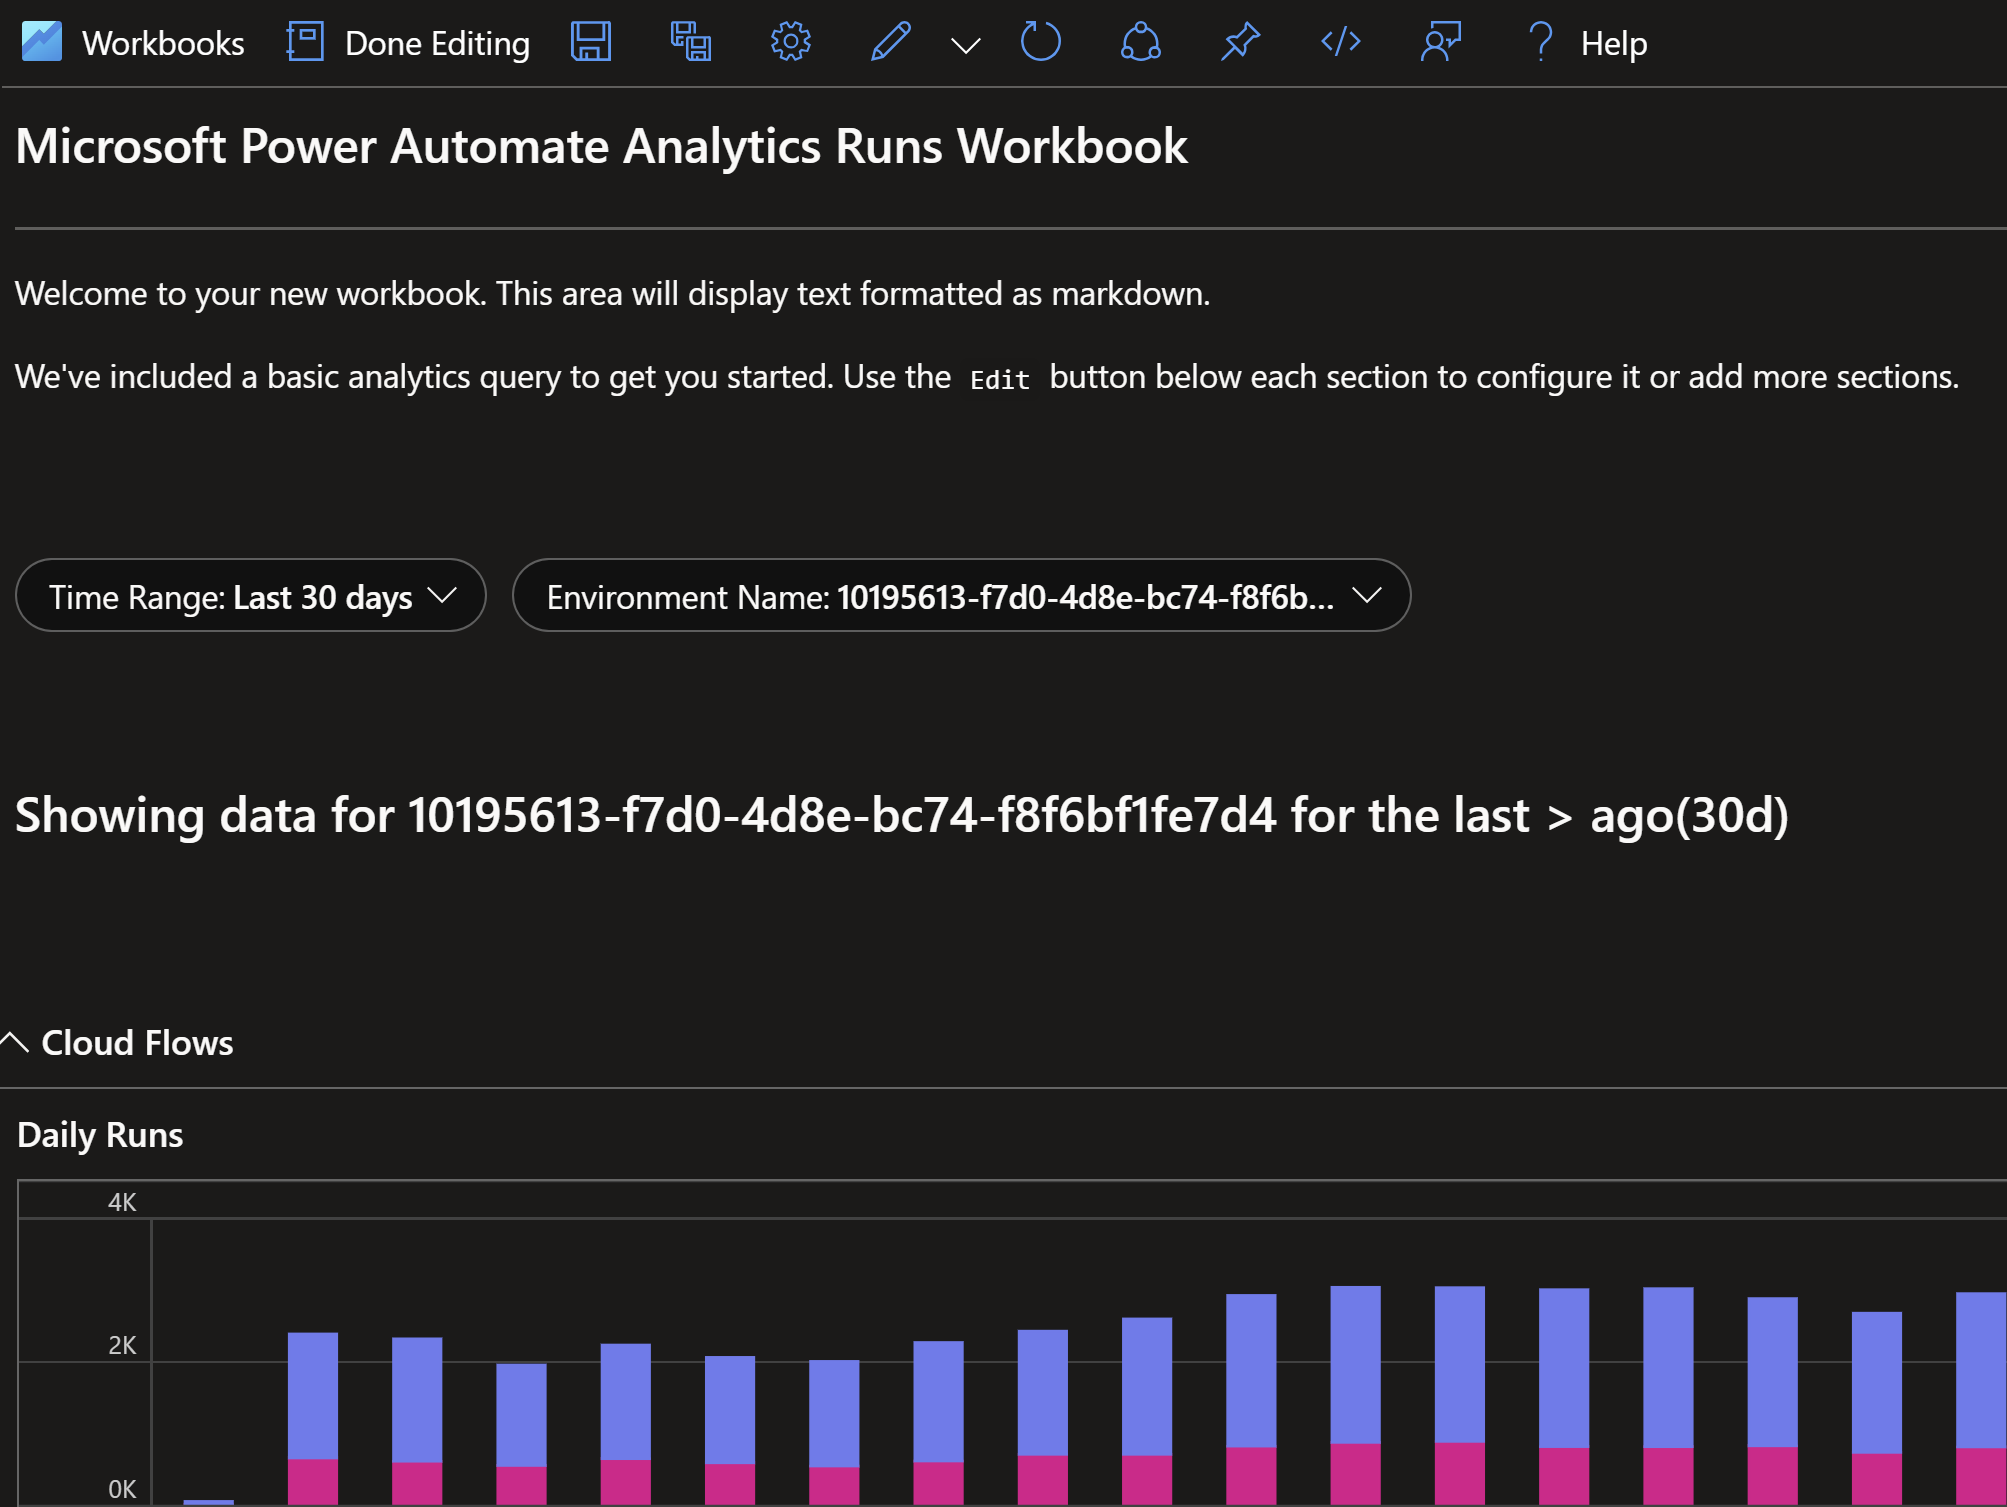 Workbooks Done Editing Help
Microsoft Power Automate Analytics Runs Workbook
Welcome to your new workbook. This area will display text formatted as markdown.
We've included a basic analytics query to get you started. Use the Edit button below each section to configure it or add more sections.
Time Range: Last 30 days Environment Name: 10195613-f7d0-4d8e-bc74-f8f6b...
Showing data for 10195613-f7d0-4d8e-bc74-f8f6bf1fe7d4 for the last > ago(30d)
Cloud Flows
Daily Runs
4K
2K
0K